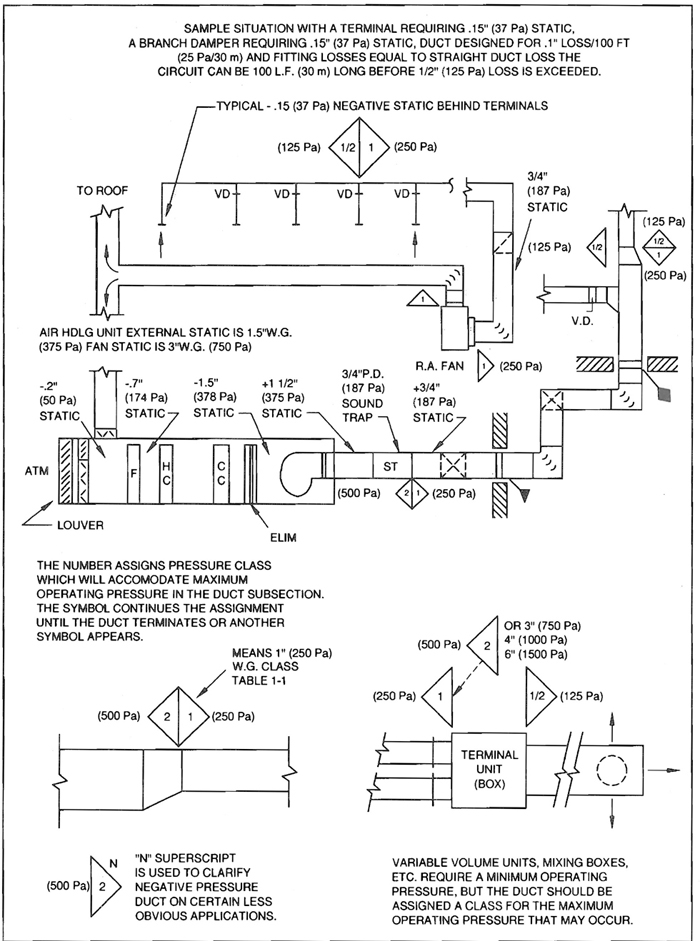 SAMPLE SITUATION WITH A TERMINAL REQUIRING .15" (37 Pa) STATIC,
A BRANCH DAMPER REQUIRING .15" (37 Pa) STATIC, DUCT DESIGNED FOR .1" LOSS/100 FT
(25 Pa/30 m) AND FITTING LOSSES EQUAL TO STRAIGHT DUCT LOSS THE
CIRCUIT CAN BE 100 L.F. (30 m) LONG BEFORE 1/2" (125 Pa) LOSS IS EXCEEDED.
TYPICAL - .15 (37 Pa) NEGATIVE STATIC BEHIND TERMINALS
(125 Pa) 1/2 1 (250 Pa)
3/4"
(187 Pa)
STATIC
TO ROOF
VD VD VD VD
(125 Pa)
1/2
(125 Pa)
1/2
1
(250 Pa)
1
V.D.
AIR HDLG UNIT EXTERNAL STATIC IS 1.5"W.G.
(375 Pa) FAN STATIC IS 3"W.G. (750 Pa)
R.A. FAN 1 (250 Pa)
-.2"
(50 Pa)
STATIC
-.7"
(174 Pa)
STATIC
-1.5"
(378 Pa)
STATIC
+1 1/2"
(375 Pa)
STATIC
3/4"P.D.
(187 Pa)
SOUND
TRAP
+3/4"
(187 Pa)
STATIC
ATM
F
H
C
C
C
ST
(500 Pa) 2 1 (250 Pa)
LOUVER
ELIM
THE NUMBER ASSIGNS PRESSURE CLASS
WHICH WILL ACCOMODATE MAXIMUM
OPERATING PRESSURE IN THE DUCT SUBSECTION.
THE SYMBOL CONTINUES THE ASSIGNMENT
UNTIL THE DUCT TERMINATES OR ANOTHER
SYMBOL APPEARS.
MEANS 1" (250 Pa)
W.G. CLASS
TABLE 1-1
(500 Pa) 2 1 (250 Pa)
(500 Pa) 2
OR 3" (750 Pa)
4" (1000 Pa)
6" (1500 Pa)
(250 Pa) 1
1/2 (125 Pa)
TERMINAL
UNIT
(BOX)
(500 Pa) 2 N
"N" SUPERSCRIPT
IS USED TO CLARIFY
NEGATIVE PRESSURE
DUCT ON CERTAIN LESS
OBVIOUS APPLICATIONS.
VARIABLE VOLUME UNITS, MIXING BOXES,
ETC. REQUIRE A MINIMUM OPERATING
PRESSURE, BUT THE DUCT SHOULD BE
ASSIGNED A CLASS FOR THE MAXIMUM
OPERATING PRESSURE THAT MAY OCCUR.